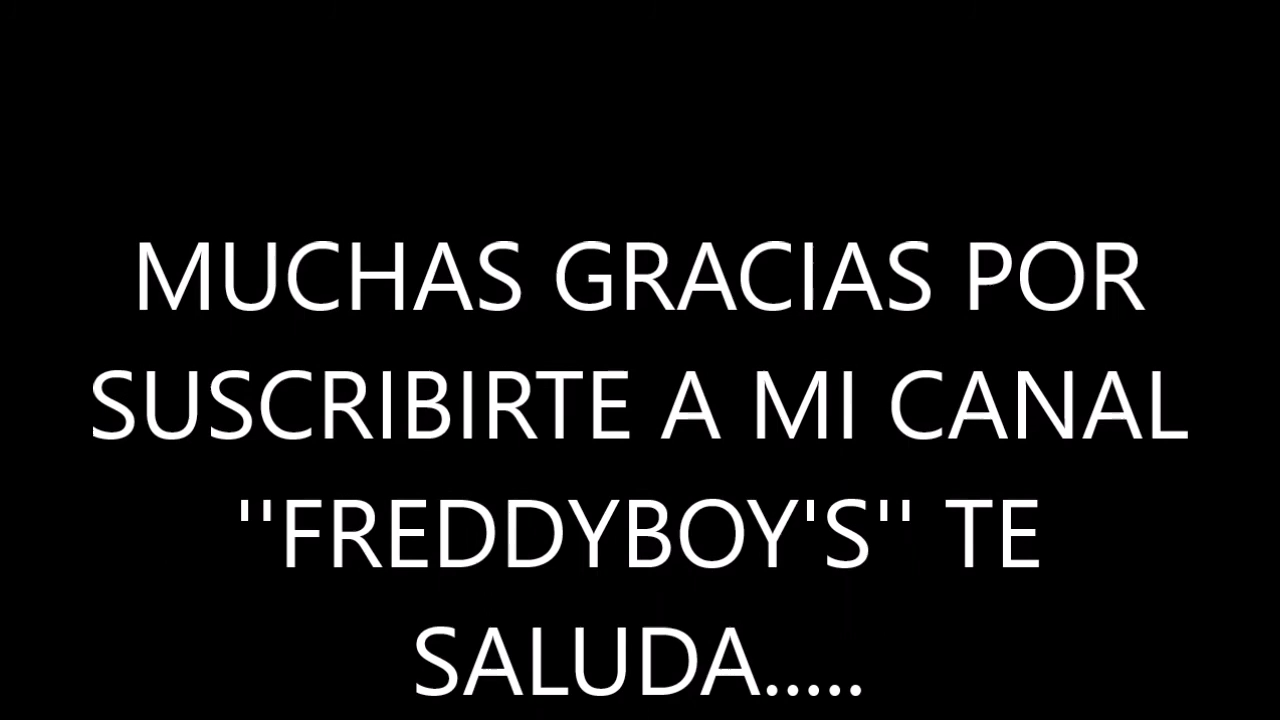 MUCHAS GRACIAS POR
SUSCRIBIRTE A MI CANAL
''FREDDYBOY'S'' TE
SALUDA.....